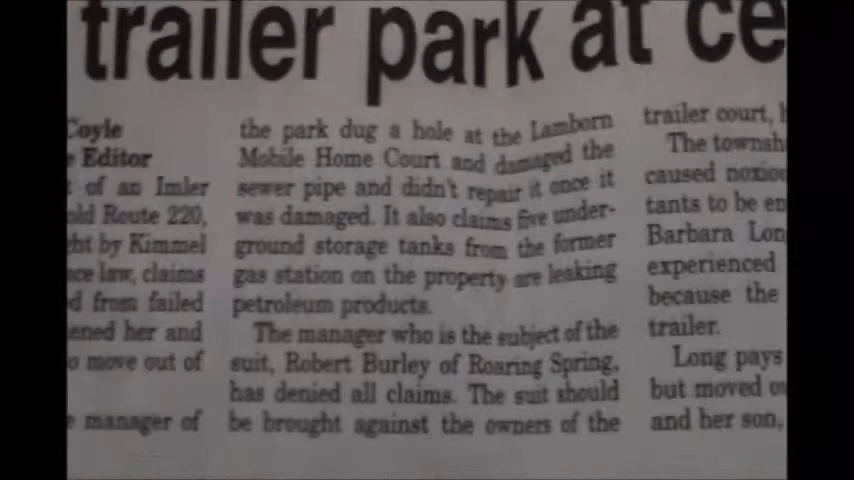 trailer park at ce
Coyle
Editor
of an Imler
old Route 220,
ht by Kimmel
ce law, claims
d from failed
ened her and
o move out of
e manager of
the park dug a hole at the Lamborn
Mobile Home Court and damaged the
sewer pipe and didn't repair it once it
was damaged. It also claims five under-
ground storage tanks from the former
gas station on the property are leaking
petroleum products.
The manager who is the subject of the
suit, Robert Burley of Roaring Spring,
has denied all claims. The suit should
be brought against the owners of the
trailer court, h
The townsh
caused noxiou
tants to be en
Barbara Lon
experienced
because the
trailer.
Long pays
but moved ou
and her son,